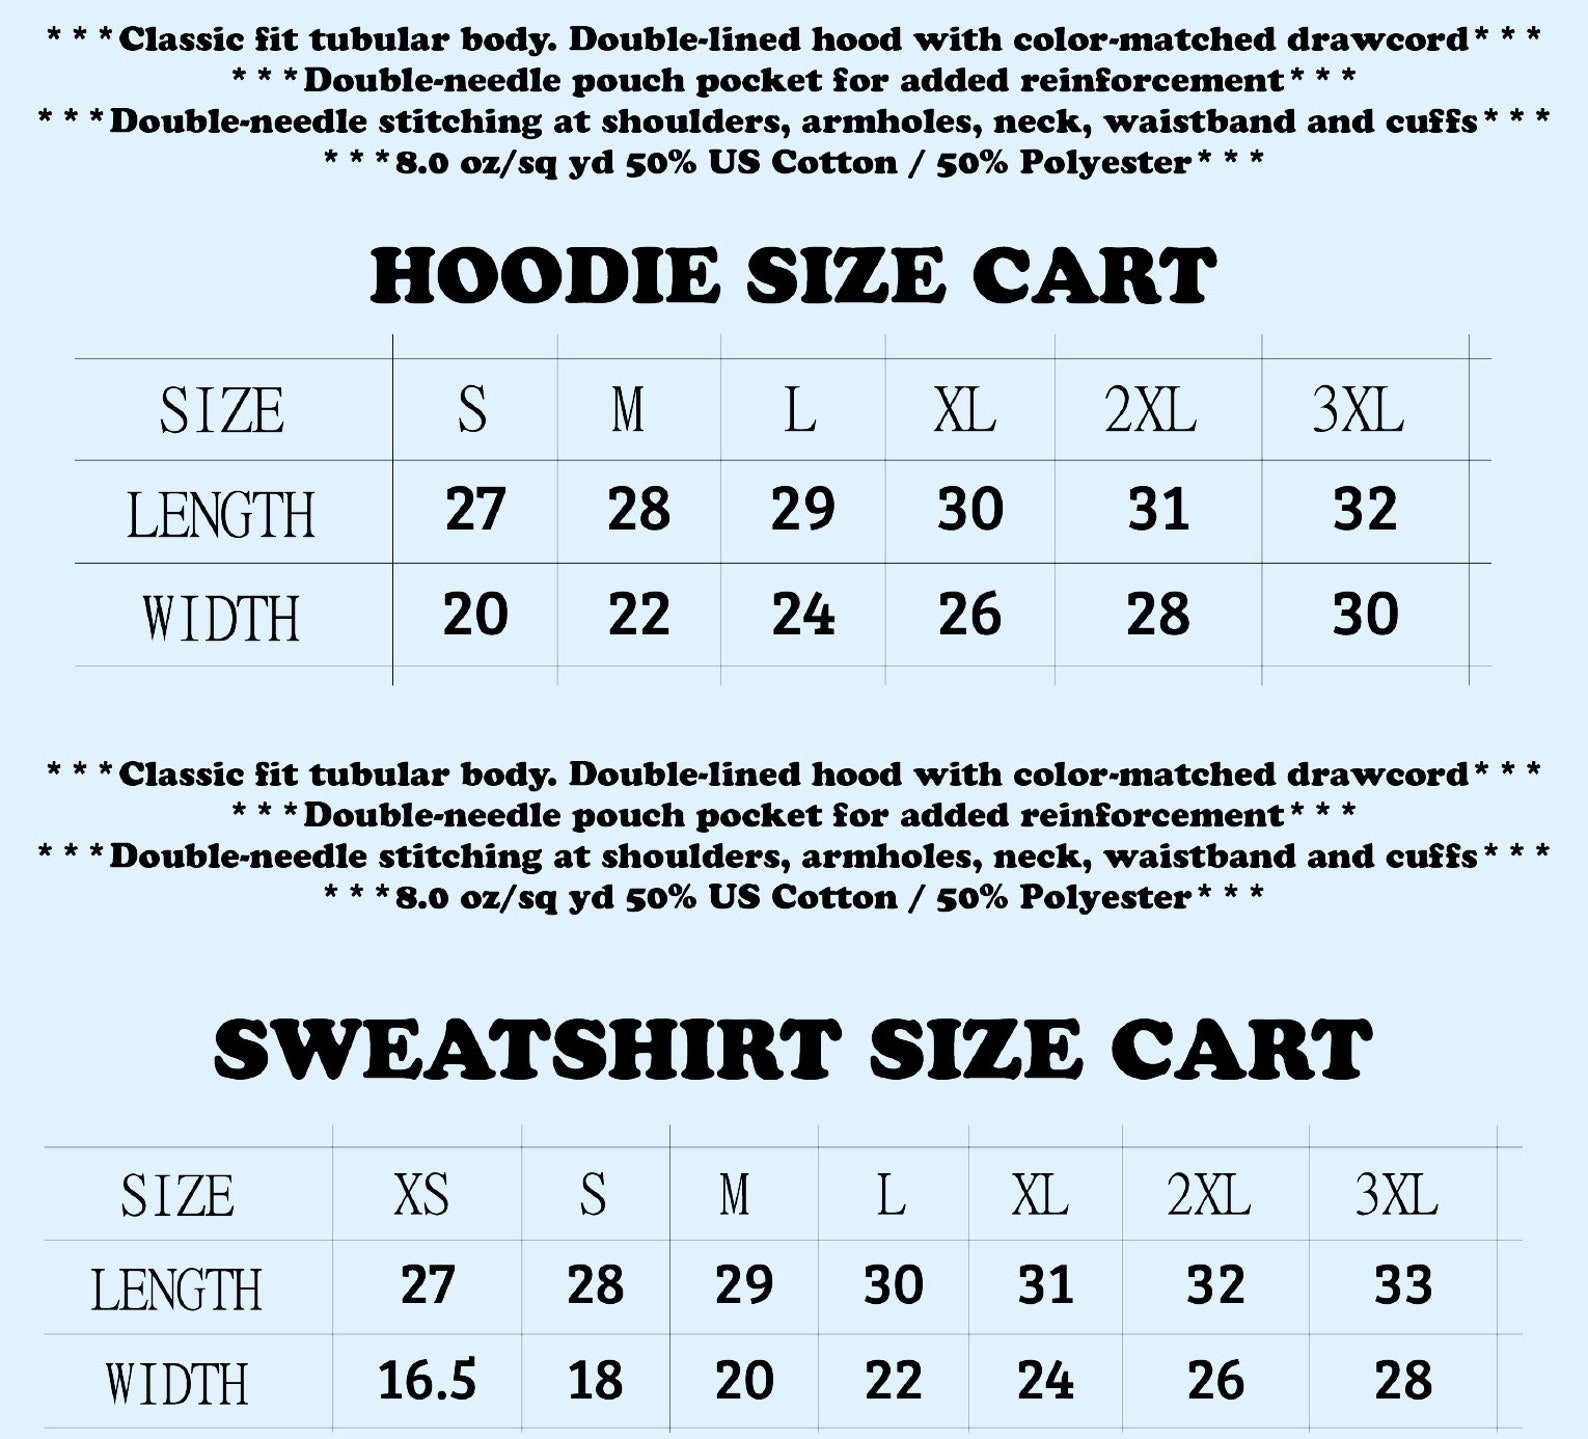 ***Classic fit tubular body. Double-lined hood with color-matched drawcord***
***Double-needle pouch pocket for added reinforcement***
***Double-needle stitching at shoulders, armholes, neck, waistband and cuffs***
***8.0 oz/sq yd 50% US Cotton / 50% Polyester***
HOODIE SIZE CART
SIZE S M L XL 2XL 3XL
LENGTH 27 28 29 30 31 32
WIDTH 20 22 24 26 28 30
***Classic fit tubular body. Double-lined hood with color-matched drawcord***
***Double-needle pouch pocket for added reinforcement***
***Double-needle stitching at shoulders, armholes, neck, waistband and cuffs***
***8.0 oz/sq yd 50% US Cotton / 50% Polyester***
SWEATSHIRT SIZE CART
SIZE XS S M L XL 2XL 3XL
LENGTH 27 28 29 30 31 32 33
WIDTH 16.5 18 20 22 24 26 28